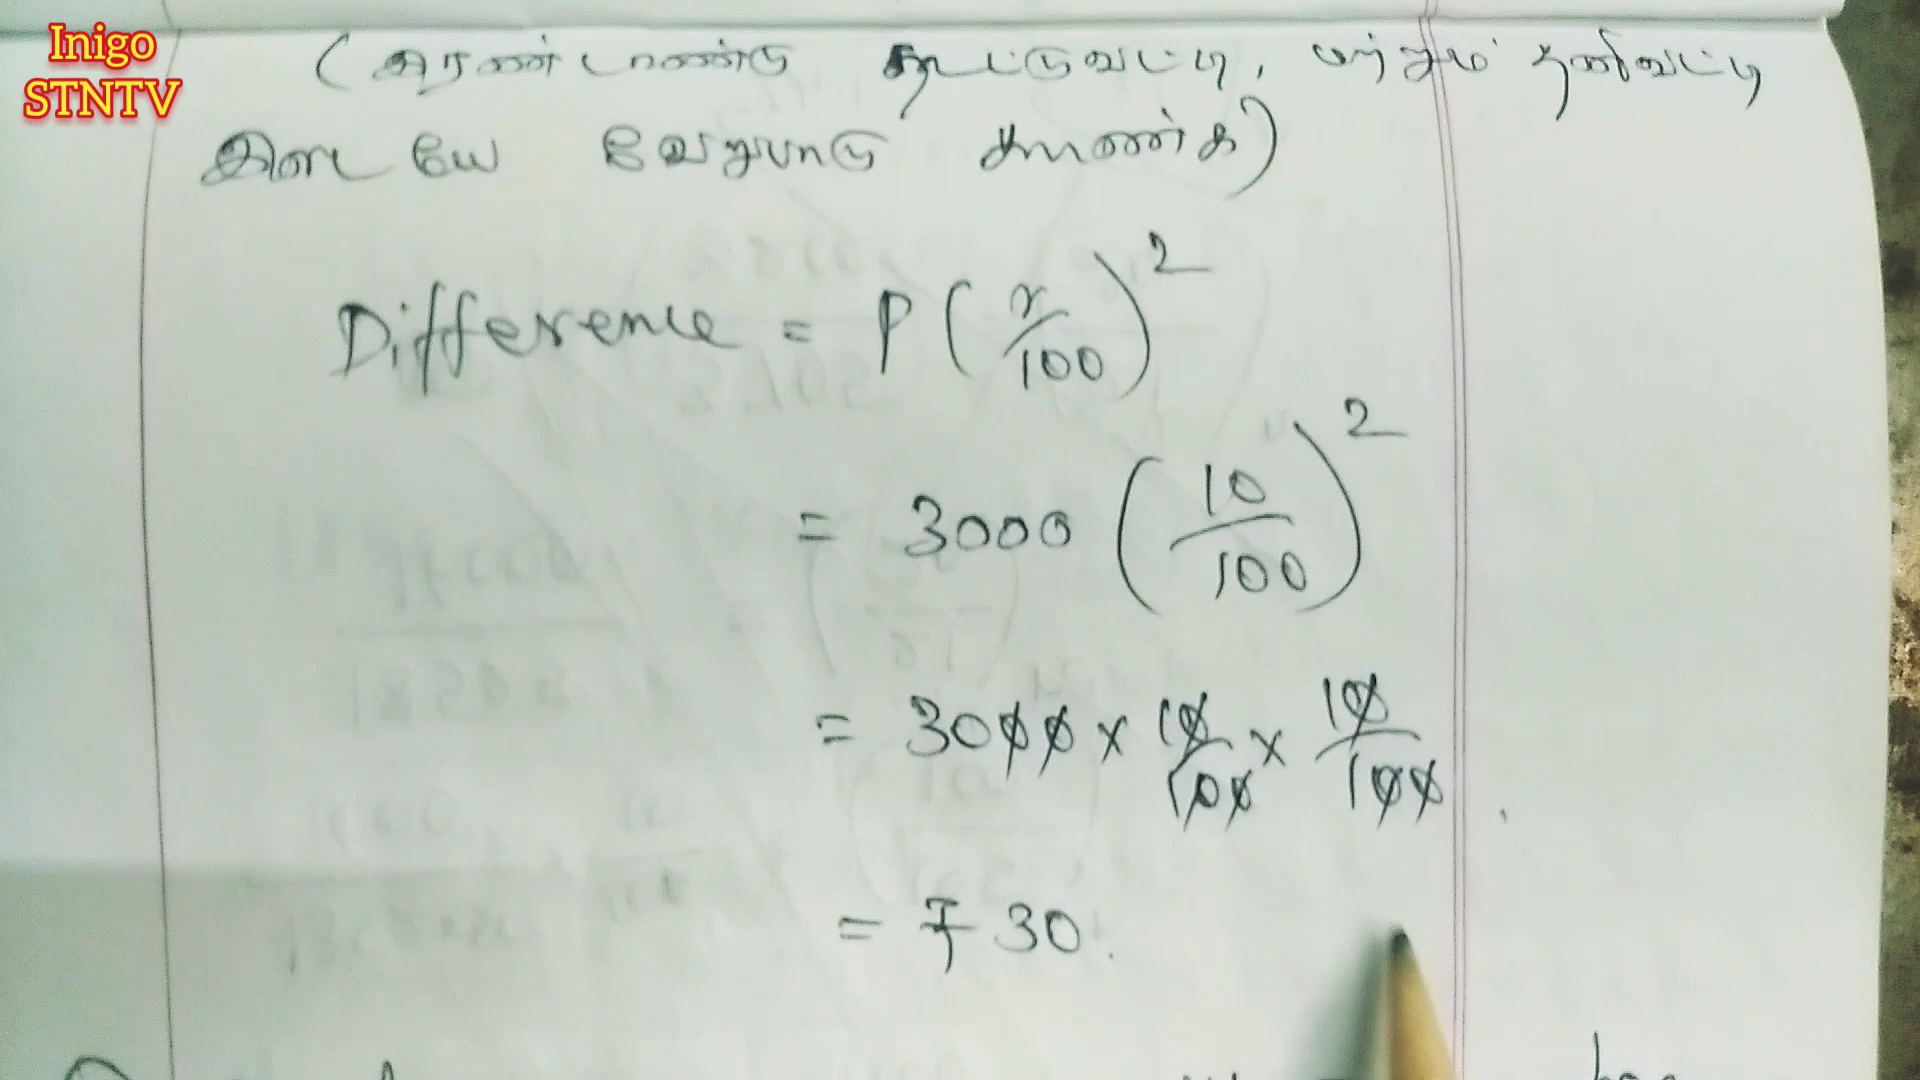 Inigo
STNTV
(இரண்டாண்டு கூட்டுவட்டி, மற்றும் தனிவட்டி
இடையே வேறுபாடு காண்க)
Difference = P(r/100)^2
= 3000 (10/100)^2
= 3000 × 10/100 × 10/100
= ₹ 30.